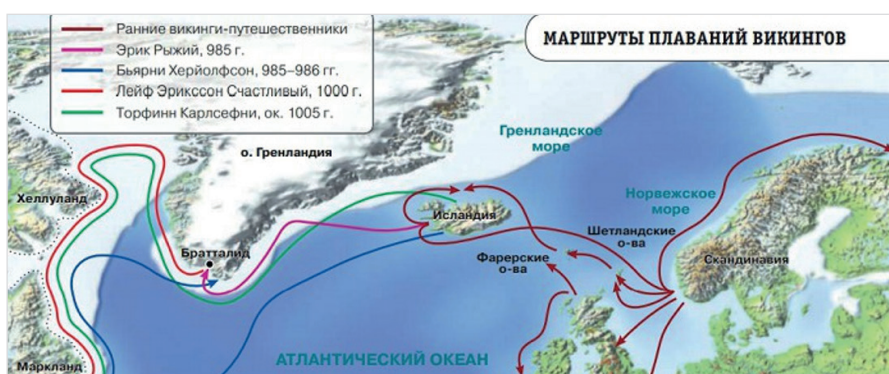 Ранние викинги-путешественники
Эрик Рыжий, 985 г.
Бьярни Херйолфсон, 985–986 гг.
Лейф Эрикссон Счастливый, 1000 г.
Торфинн Карлсефни, ок. 1005 г.
МАРШРУТЫ ПЛАВАНИЙ ВИКИНГОВ
Гренландское
море
о. Гренландия
Хеллуланд
Норвежское
море
Исландия
Шетландские
о-ва
Братталид
Фарерские
о-ва
Скандинавия
АТЛАНТИЧЕСКИЙ ОКЕАН
Маркланд